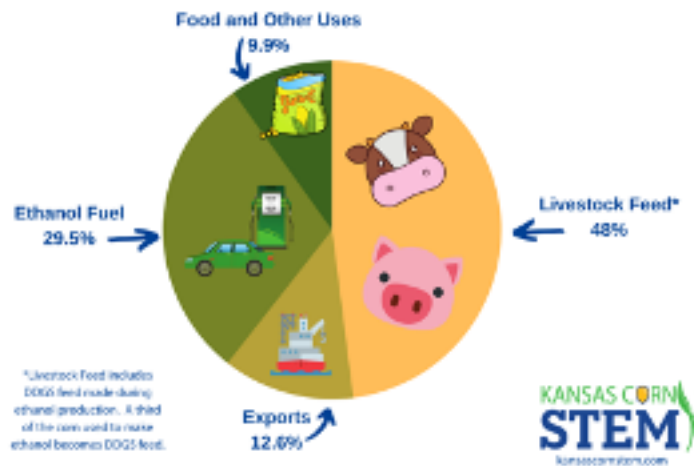 Food and Other Uses
9.9%
Food
Ethanol Fuel
29.5%
Livestock Feed*
48%
*Livestock Feed includes
DDGS feed made during
ethanol production. A third
of the corn used to make
ethanol becomes DDGS feed.
Exports
12.6%
KANSAS CORN
STEM
kansascornstem.com